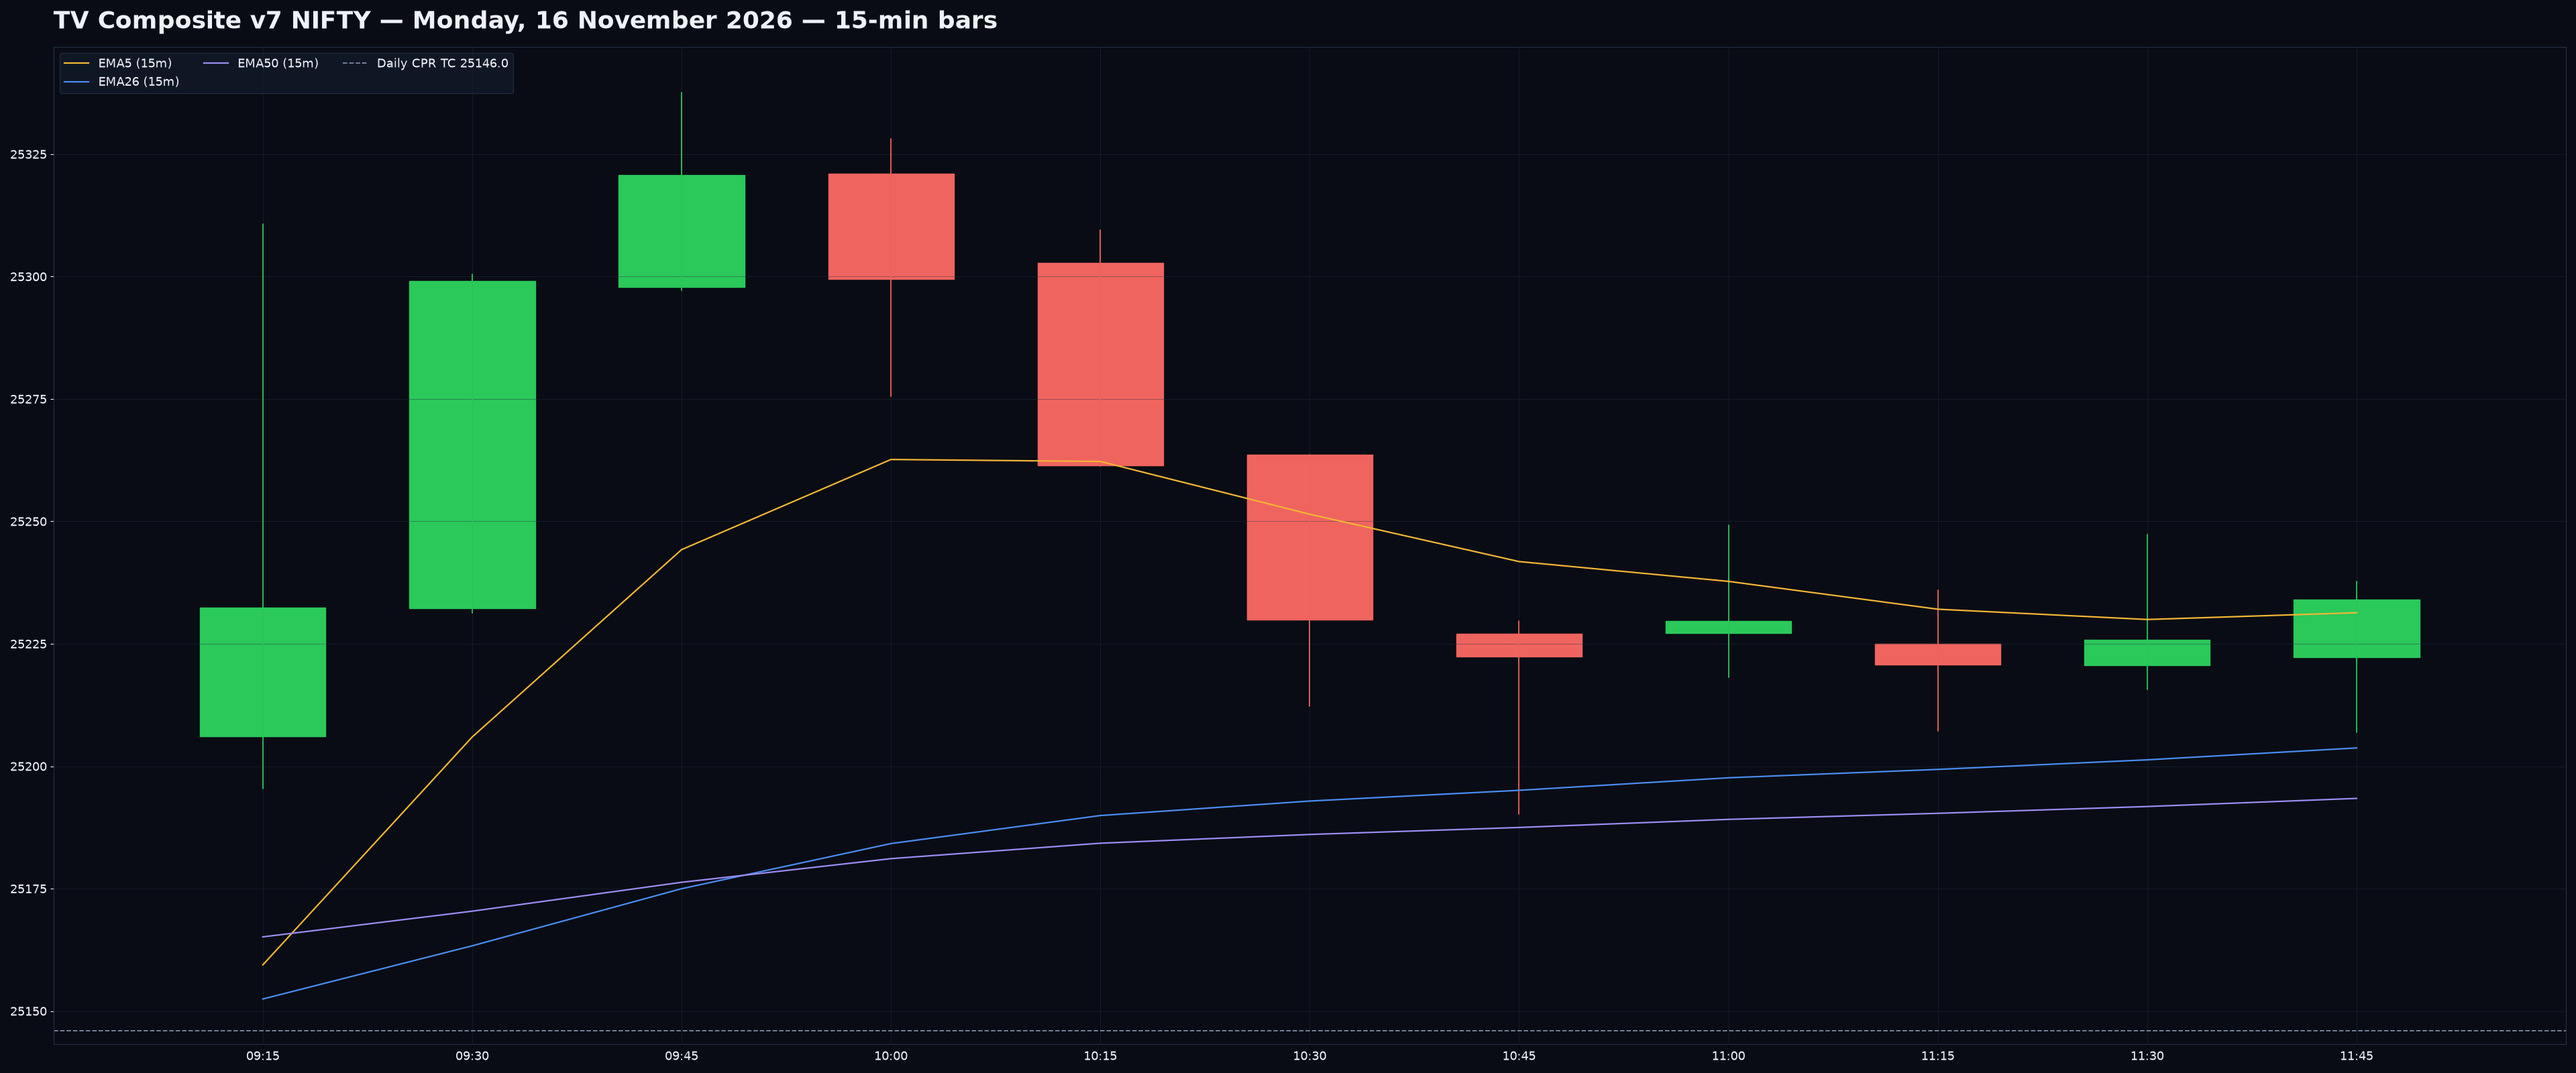 TV Composite v7 NIFTY — Monday, 16 November 2026 — 15-min bars
EMA5 (15m) EMA50 (15m) Daily CPR TC 25146.0
EMA26 (15m)
25325
25300
25275
25250
25225
25200
25175
25150
09:15 09:30 09:45 10:00 10:15 10:30 10:45 11:00 11:15 11:30 11:45